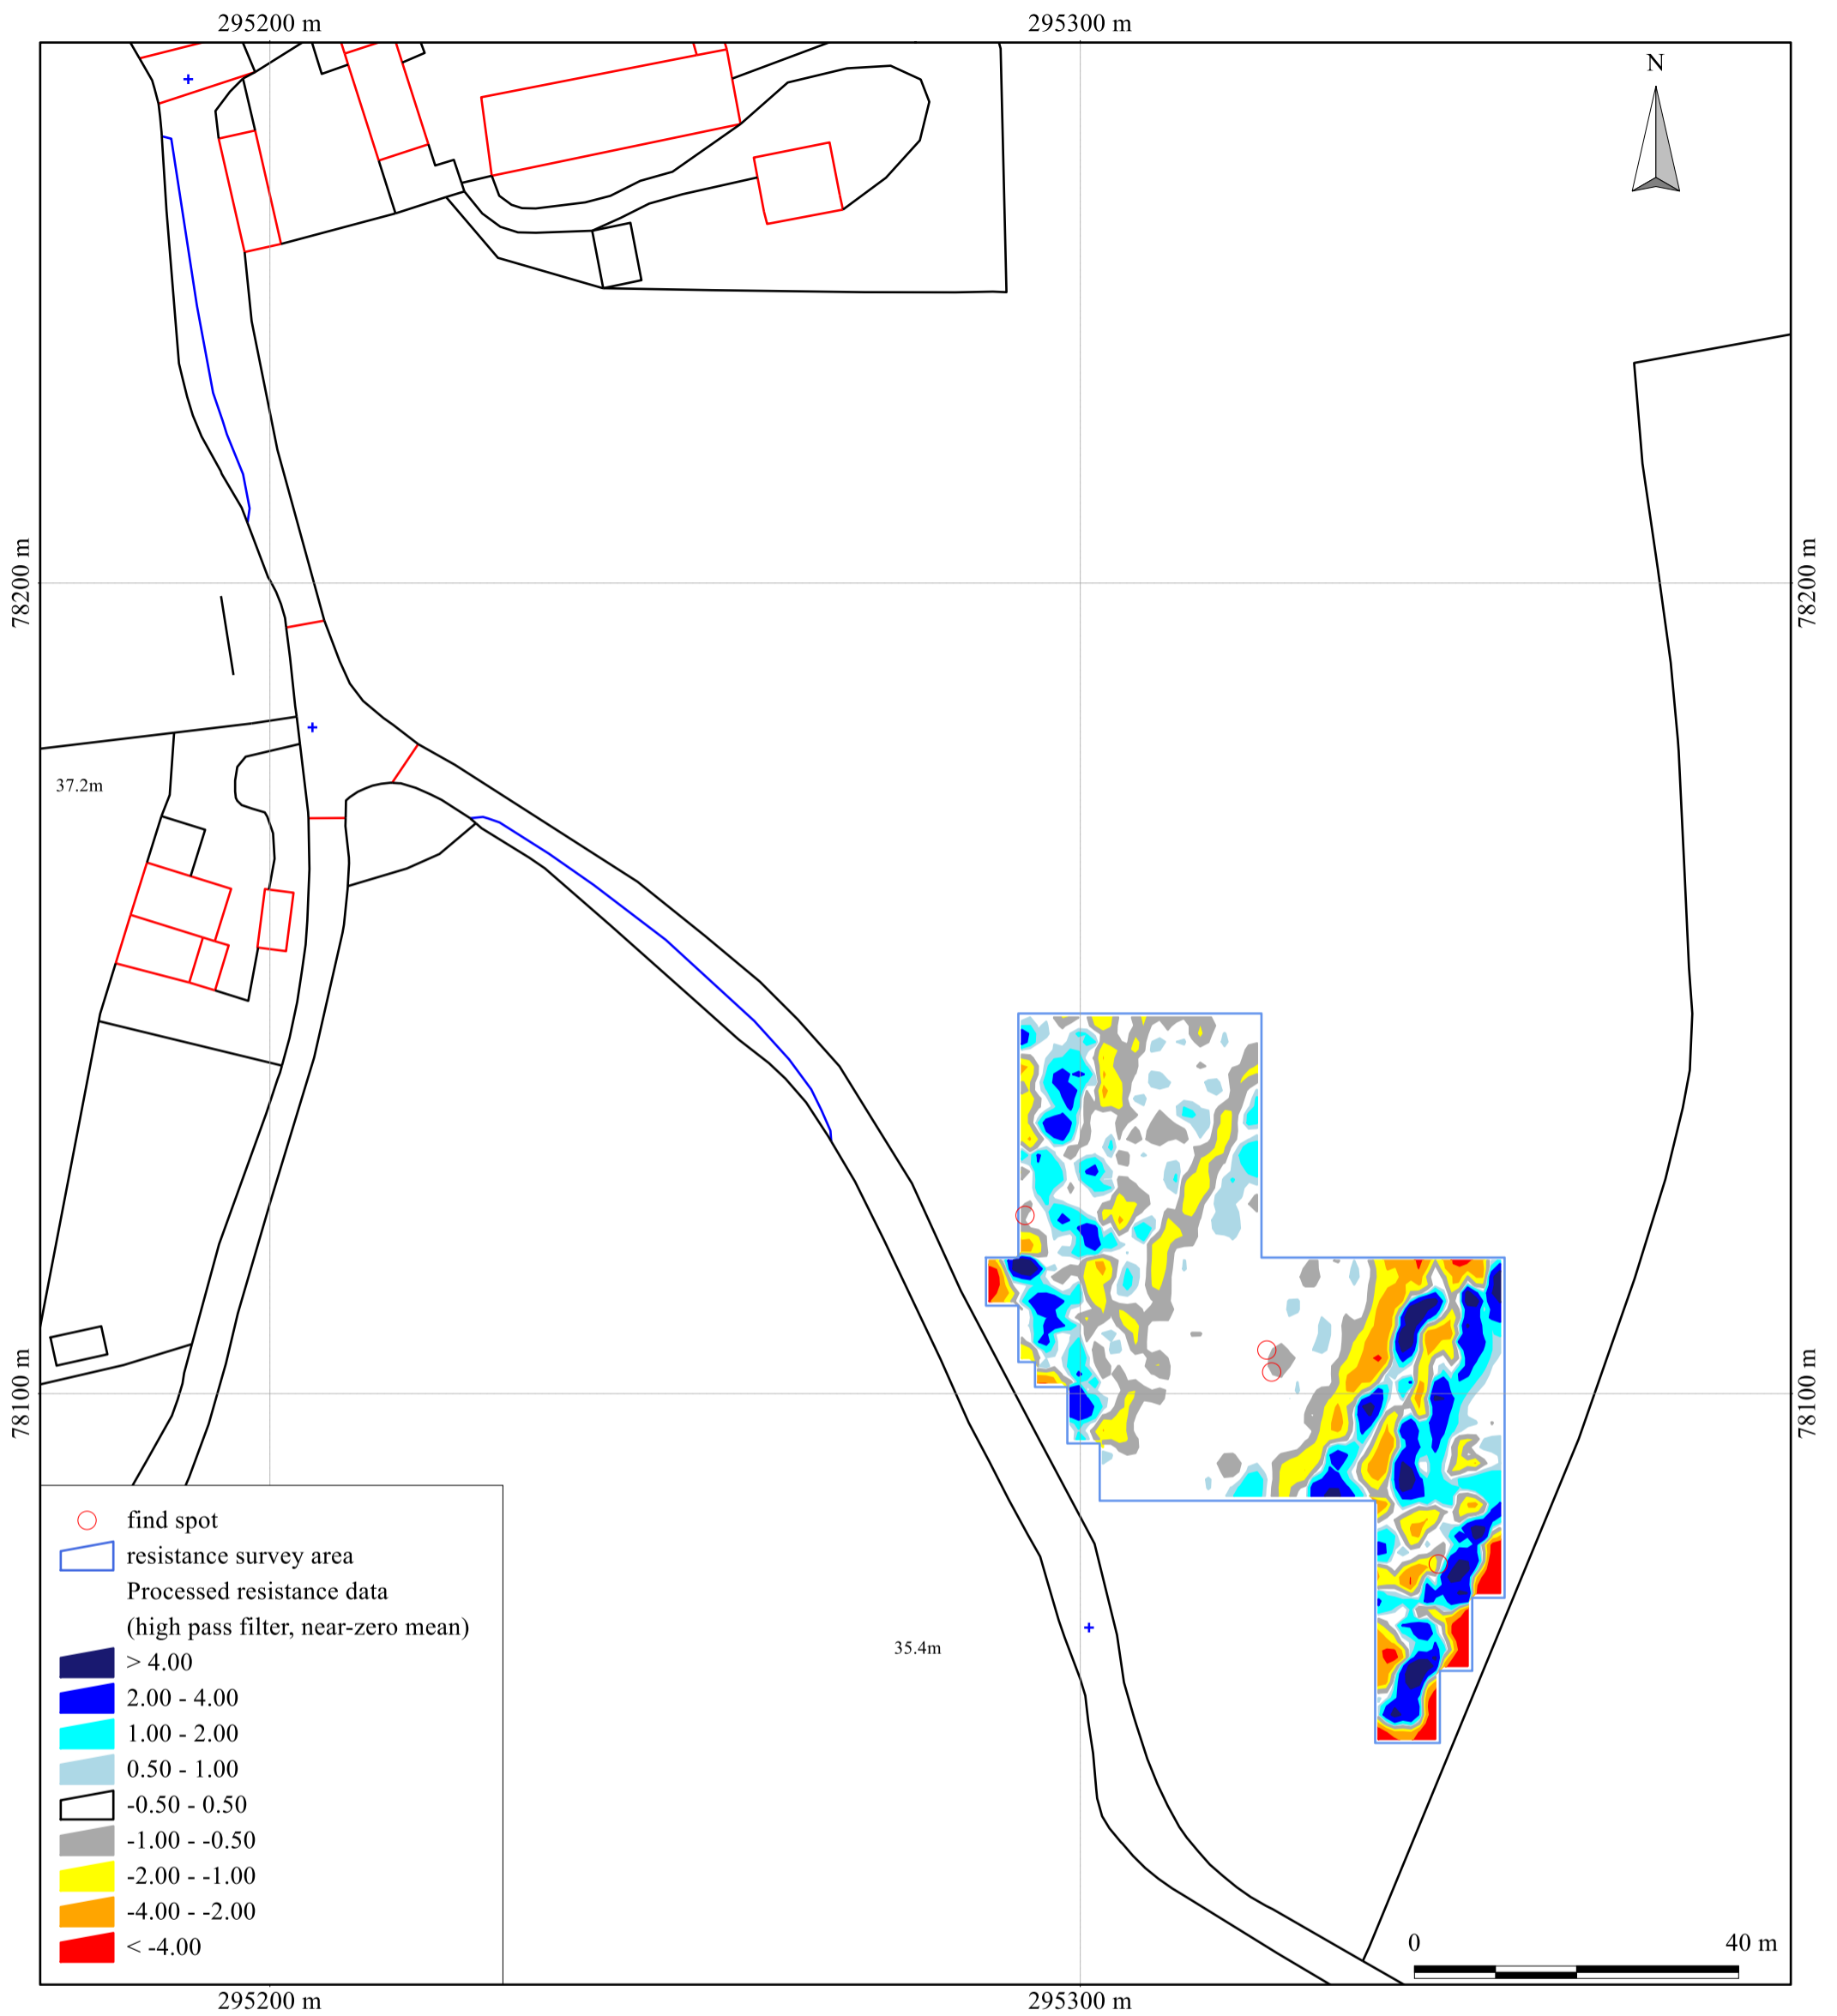 295200 m
295300 m
N
78200 m
78200 m
37.2m
78100 m
78100 m
find spot
resistance survey area
Processed resistance data
(high pass filter, near-zero mean)
> 4.00
2.00 - 4.00
1.00 - 2.00
0.50 - 1.00
-0.50 - 0.50
-1.00 - -0.50
-2.00 - -1.00
-4.00 - -2.00
< -4.00
35.4m
0
40 m
295200 m
295300 m